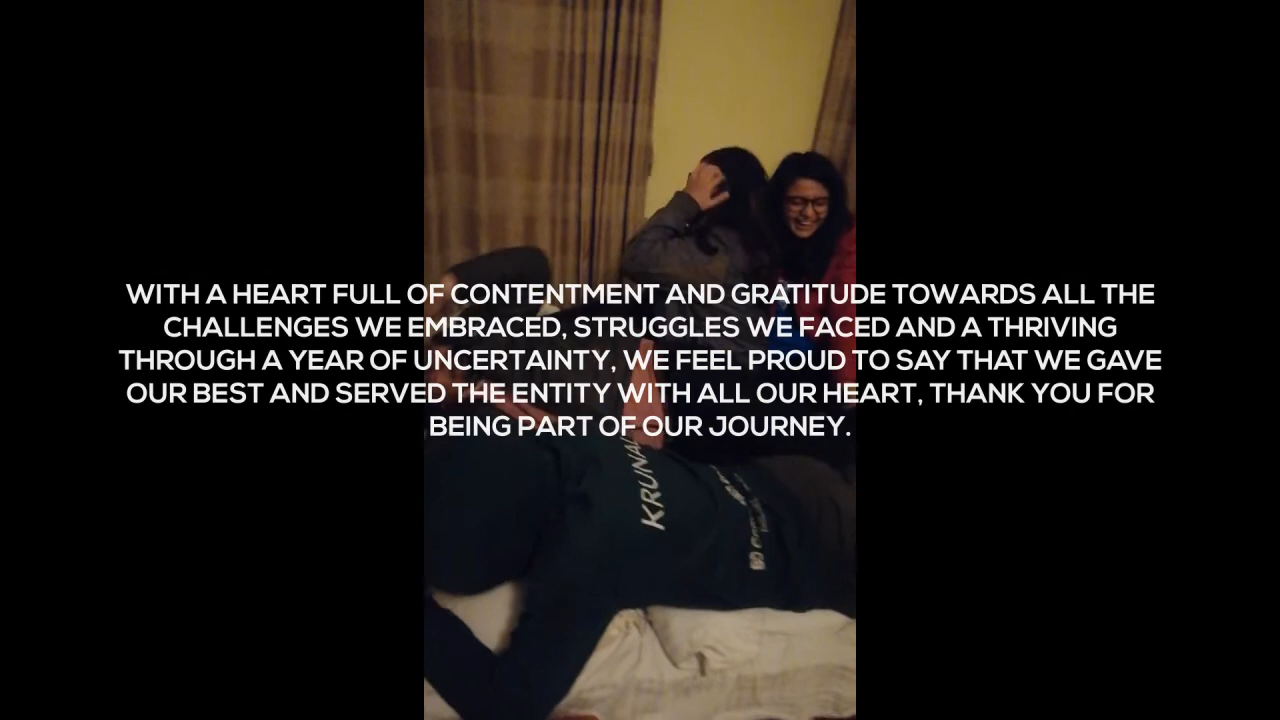 WITH A HEART FULL OF CONTENTMENT AND GRATITUDE TOWARDS ALL THE
CHALLENGES WE EMBRACED, STRUGGLES WE FACED AND A THRIVING
THROUGH A YEAR OF UNCERTAINTY, WE FEEL PROUD TO SAY THAT WE GAVE
OUR BEST AND SERVED THE ENTITY WITH ALL OUR HEART, THANK YOU FOR
BEING PART OF OUR JOURNEY.
KRUNAL